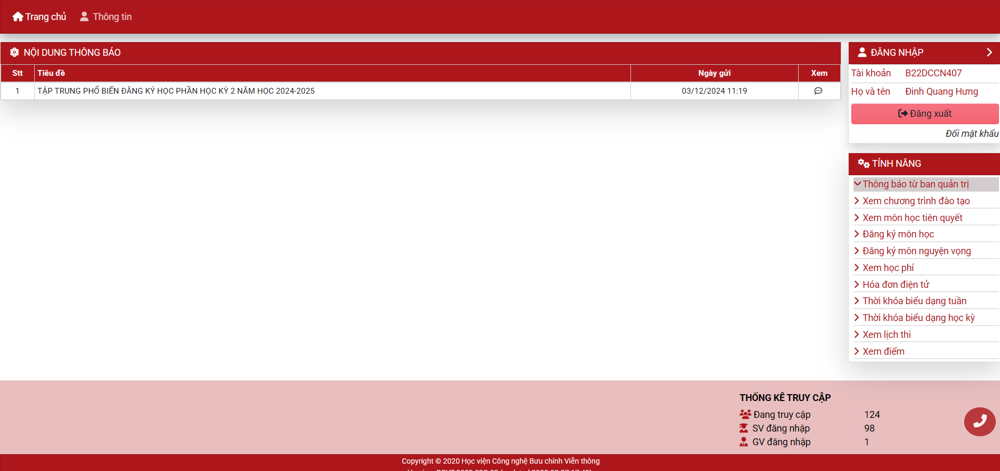 Trang chủ Thông tin
NỘI DUNG THÔNG BÁO
Stt Tiêu đề Ngày gửi Xem
1 TẬP TRUNG PHỔ BIẾN ĐĂNG KÝ HỌC PHẦN HỌC KỲ 2 NĂM HỌC 2024-2025 03/12/2024 11:19
ĐĂNG NHẬP
Tài khoản B22DCCN407
Họ và tên Đinh Quang Hưng
Đăng xuất
Đổi mật khẩu
TÍNH NĂNG
Thông báo từ ban quản trị
Xem chương trình đào tạo
Xem môn học tiên quyết
Đăng ký môn học
Đăng ký môn nguyện vọng
Xem học phí
Hóa đơn điện tử
Thời khóa biểu dạng tuần
Thời khóa biểu dạng học kỳ
Xem lịch thi
Xem điểm
THỐNG KÊ TRUY CẬP
Đang truy cập 124
SV đăng nhập 98
GV đăng nhập 1
Copyright © 2020 Học viện Công nghệ Bưu chính Viễn thông